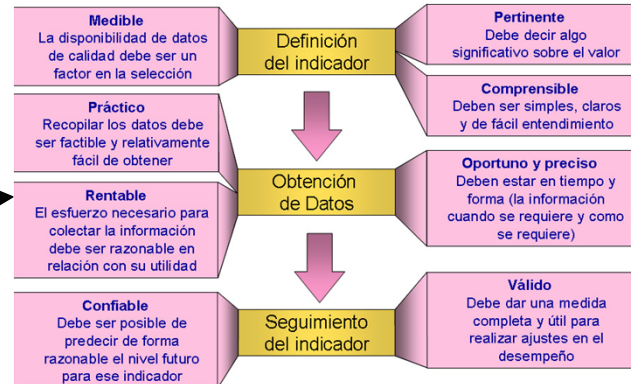 Medible
La disponibilidad de datos
de calidad debe ser un
factor en la selección
Definición
del indicador
Pertinente
Debe decir algo
significativo sobre el valor
Comprensible
Deben ser simples, claros
y de fácil entendimiento
Práctico
Recopilar los datos debe
ser factible y relativamente
fácil de obtener
Obtención
de Datos
Oportuno y preciso
Deben estar en tiempo y
forma (la información
cuando se requiere y como
se requiere)
Rentable
El esfuerzo necesario para
colectar la información
debe ser razonable en
relación con su utilidad
Confiable
Debe ser posible de
predecir de forma
razonable el nivel futuro
para ese indicador
Seguimiento
del indicador
Válido
Debe dar una medida
completa y útil para
realizar ajustes en el
desempeño